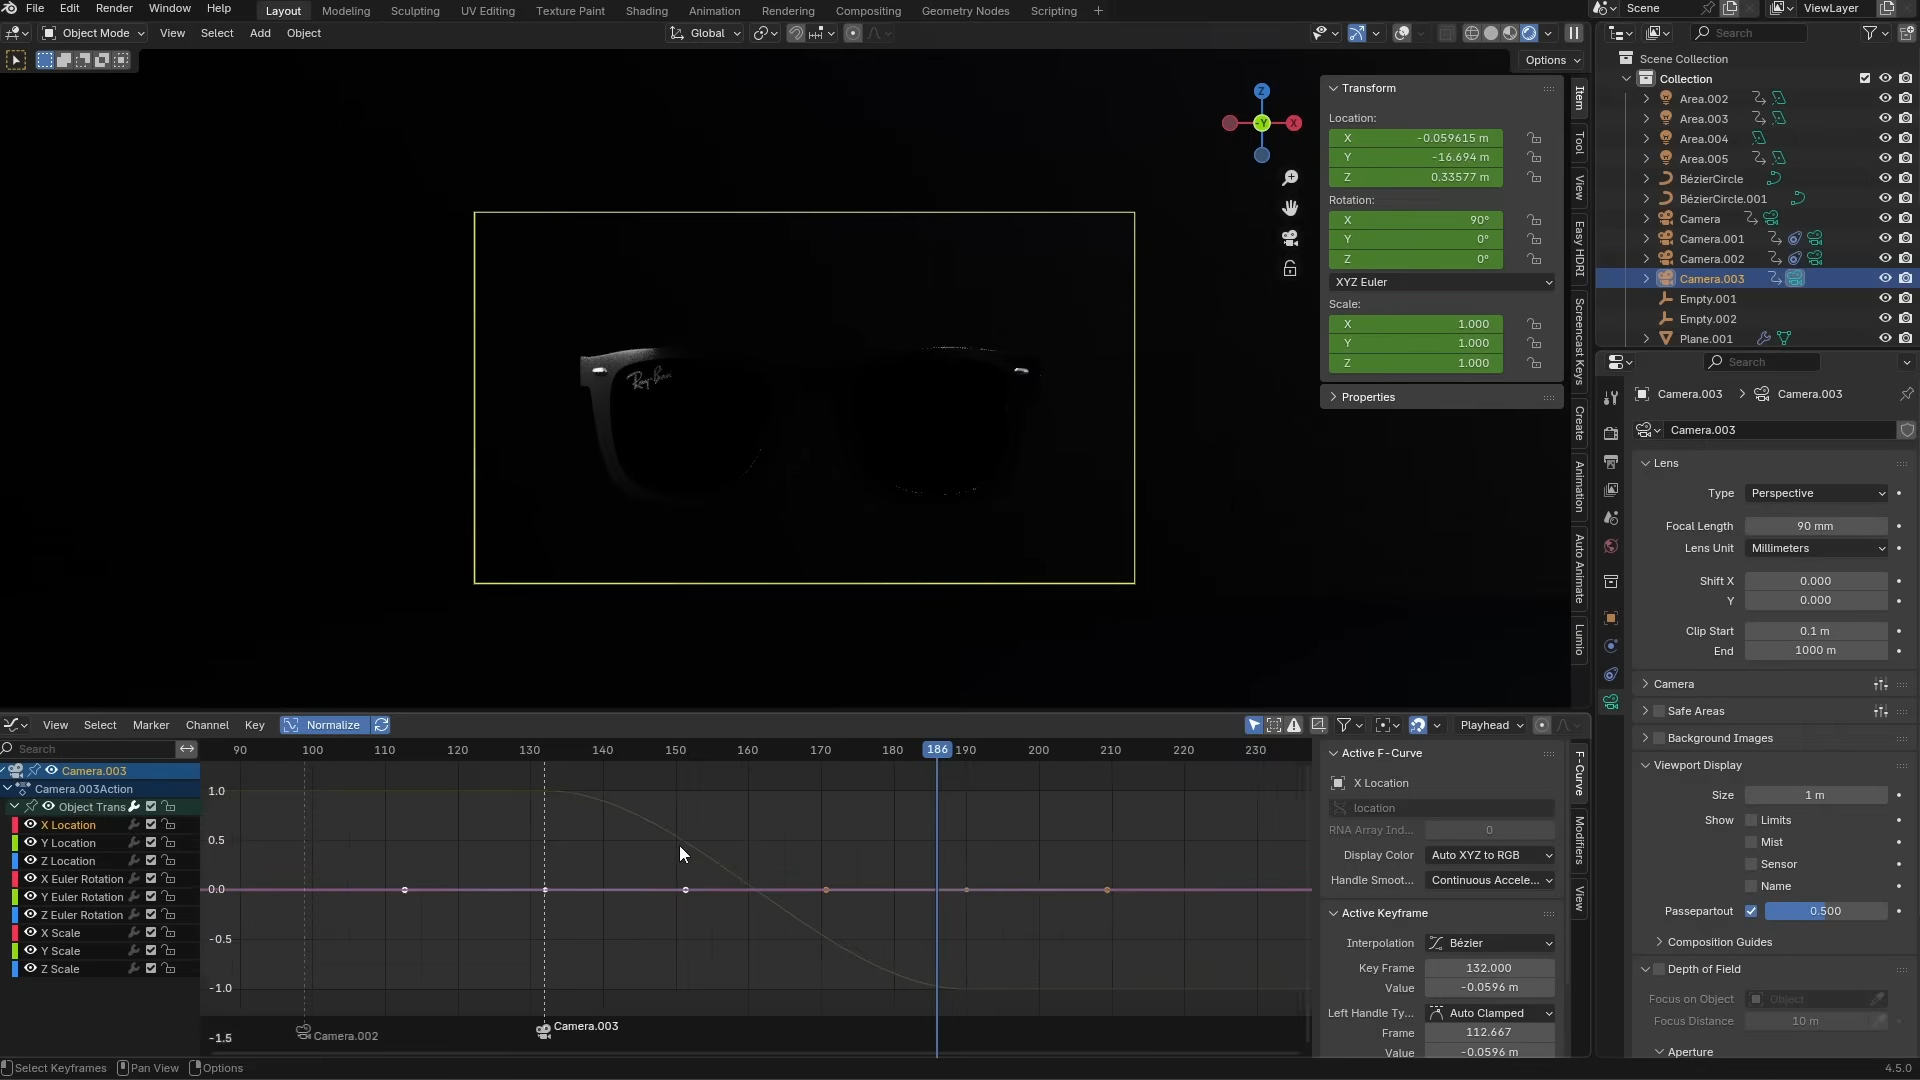 File Edit Render Window Help Layout Modeling Sculpting UV Editing Texture Paint Shading Animation Rendering Compositing Geometry Nodes Scripting + Scene ViewLayer
Object Mode View Select Add Object Global Search
Options
Scene Collection
Collection
Area.002
Area.003
Area.004
Area.005
BézierCircle
BézierCircle.001
Camera
Camera.001
Camera.002
Camera.003
Empty.001
Empty.002
Plane.001
Transform
Location:
X -0.059615 m
Y -16.694 m
Z 0.33577 m
Rotation:
X 90°
Y 0°
Z 0°
XYZ Euler
Scale:
X 1.000
Y 1.000
Z 1.000
Properties
Item
Tool
View
Easy HDRI
Screencast Keys
Create
Animation
Auto Animate
Lumio
Z
-Y
X
Ray-Ban
Search
Camera.003 > Camera.003
Camera.003
Lens
Type Perspective
Focal Length 90 mm
Lens Unit Millimeters
Shift X 0.000
Y 0.000
Clip Start 0.1 m
End 1000 m
Camera
Safe Areas
Background Images
Viewport Display
Size 1 m
Show Limits
Mist
Sensor
Name
Passepartout 0.500
Composition Guides
Depth of Field
Focus on Object Object
Focus Distance 10 m
Aperture
View Select Marker Channel Key Normalize Playhead
Search
90 100 110 120 130 140 150 160 170 180 186 190 200 210 220 230
Camera.003
Camera.003Action
Object Trans
X Location
Y Location
Z Location
X Euler Rotation
Y Euler Rotation
Z Euler Rotation
X Scale
Y Scale
Z Scale
1.0
0.5
0.0
-0.5
-1.0
-1.5
Camera.002
Camera.003
Active F-Curve
X Location
location
RNA Array Ind... 0
Display Color Auto XYZ to RGB
Handle Smoot... Continuous Accele...
Active Keyframe
Interpolation Bézier
Key Frame 132.000
Value -0.0596 m
Left Handle Ty... Auto Clamped
Frame 112.667
Value -0.0596 m
F-Curve
Modifiers
View
Select Keyframes Pan View Options 4.5.0